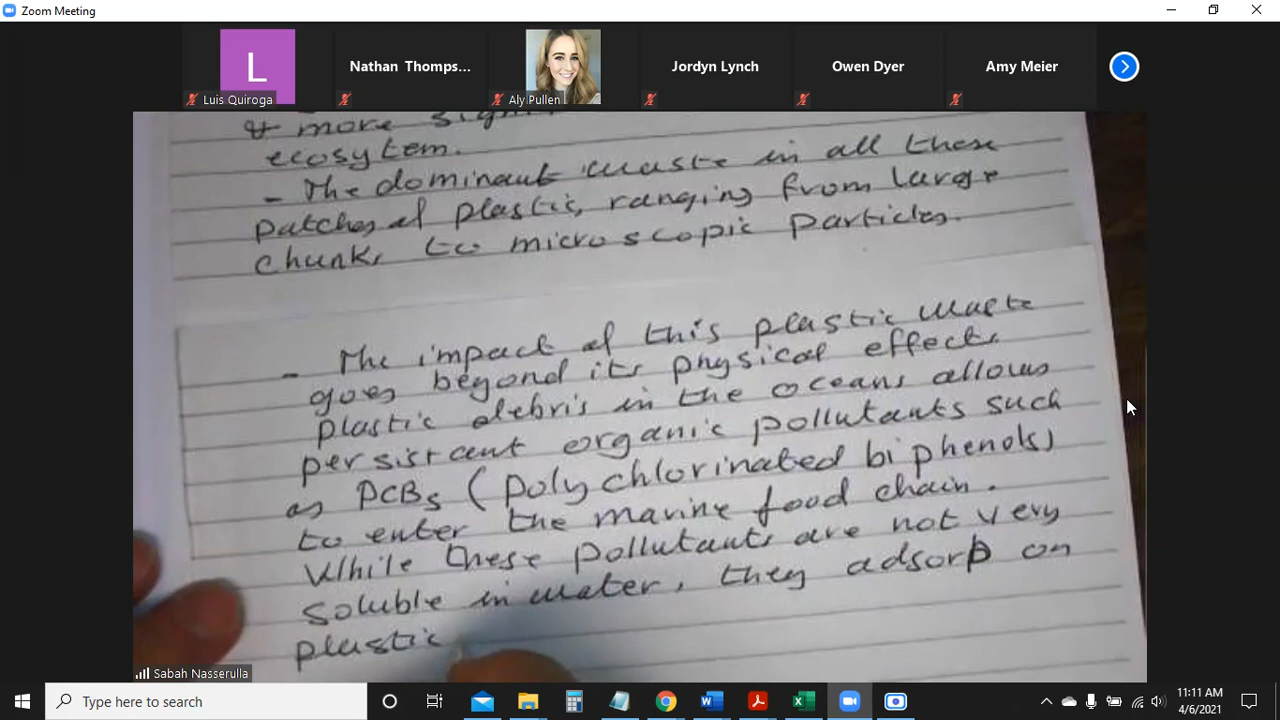 Zoom Meeting
L
Luis Quiroga
Nathan Thomps...
Aly Pullen
Jordyn Lynch
Owen Dyer
Amy Meier
& more
ecosytem.
- The dominant waste in all these
patches of plastic, ranging from large
chunks to microscopic particles.
- The impact of this plastic waste
goes beyond its physical effects
plastic debris in the oceans allows
persistant organic pollutants such
as PCBs (polychlorinated biphenols)
to enter the marine food chain.
While these pollutants are not very
soluble in water, they adsorb on
plastic
Sabah Nasserulla
Type here to search
11:11 AM
4/6/2021